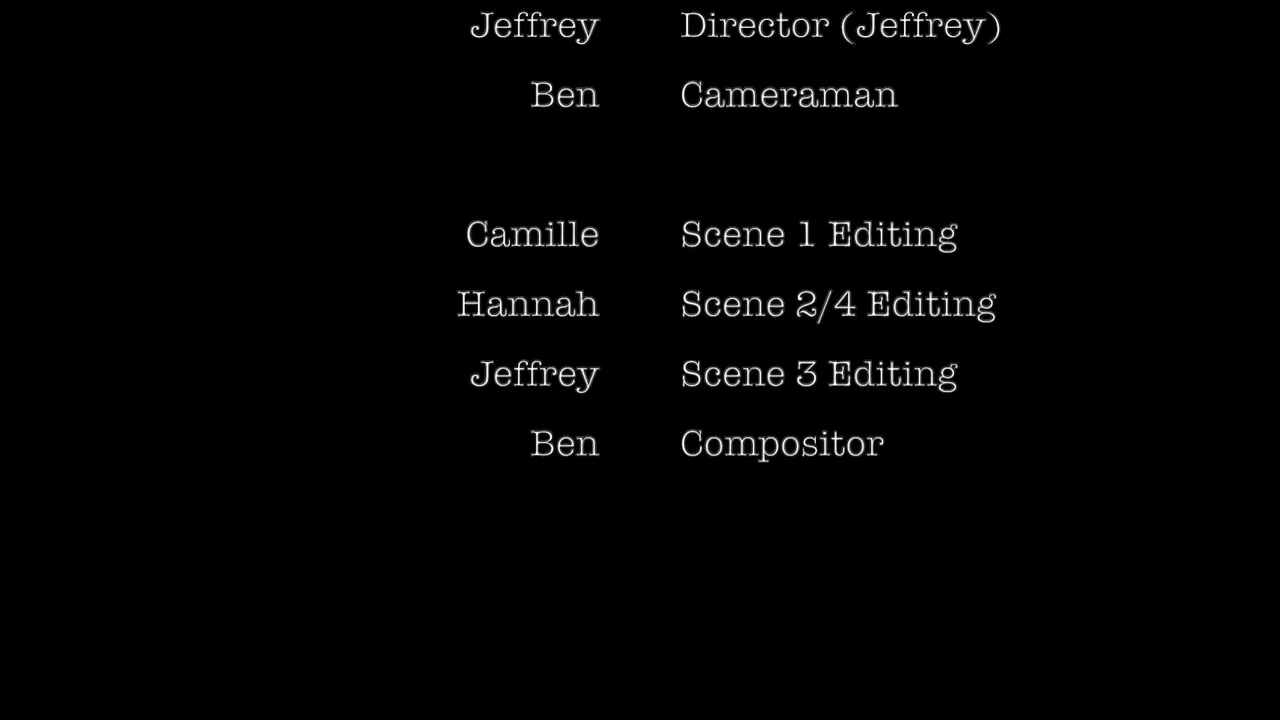 Jeffrey Director (Jeffrey)
Ben Cameraman
Camille Scene 1 Editing
Hannah Scene 2/4 Editing
Jeffrey Scene 3 Editing
Ben Compositor